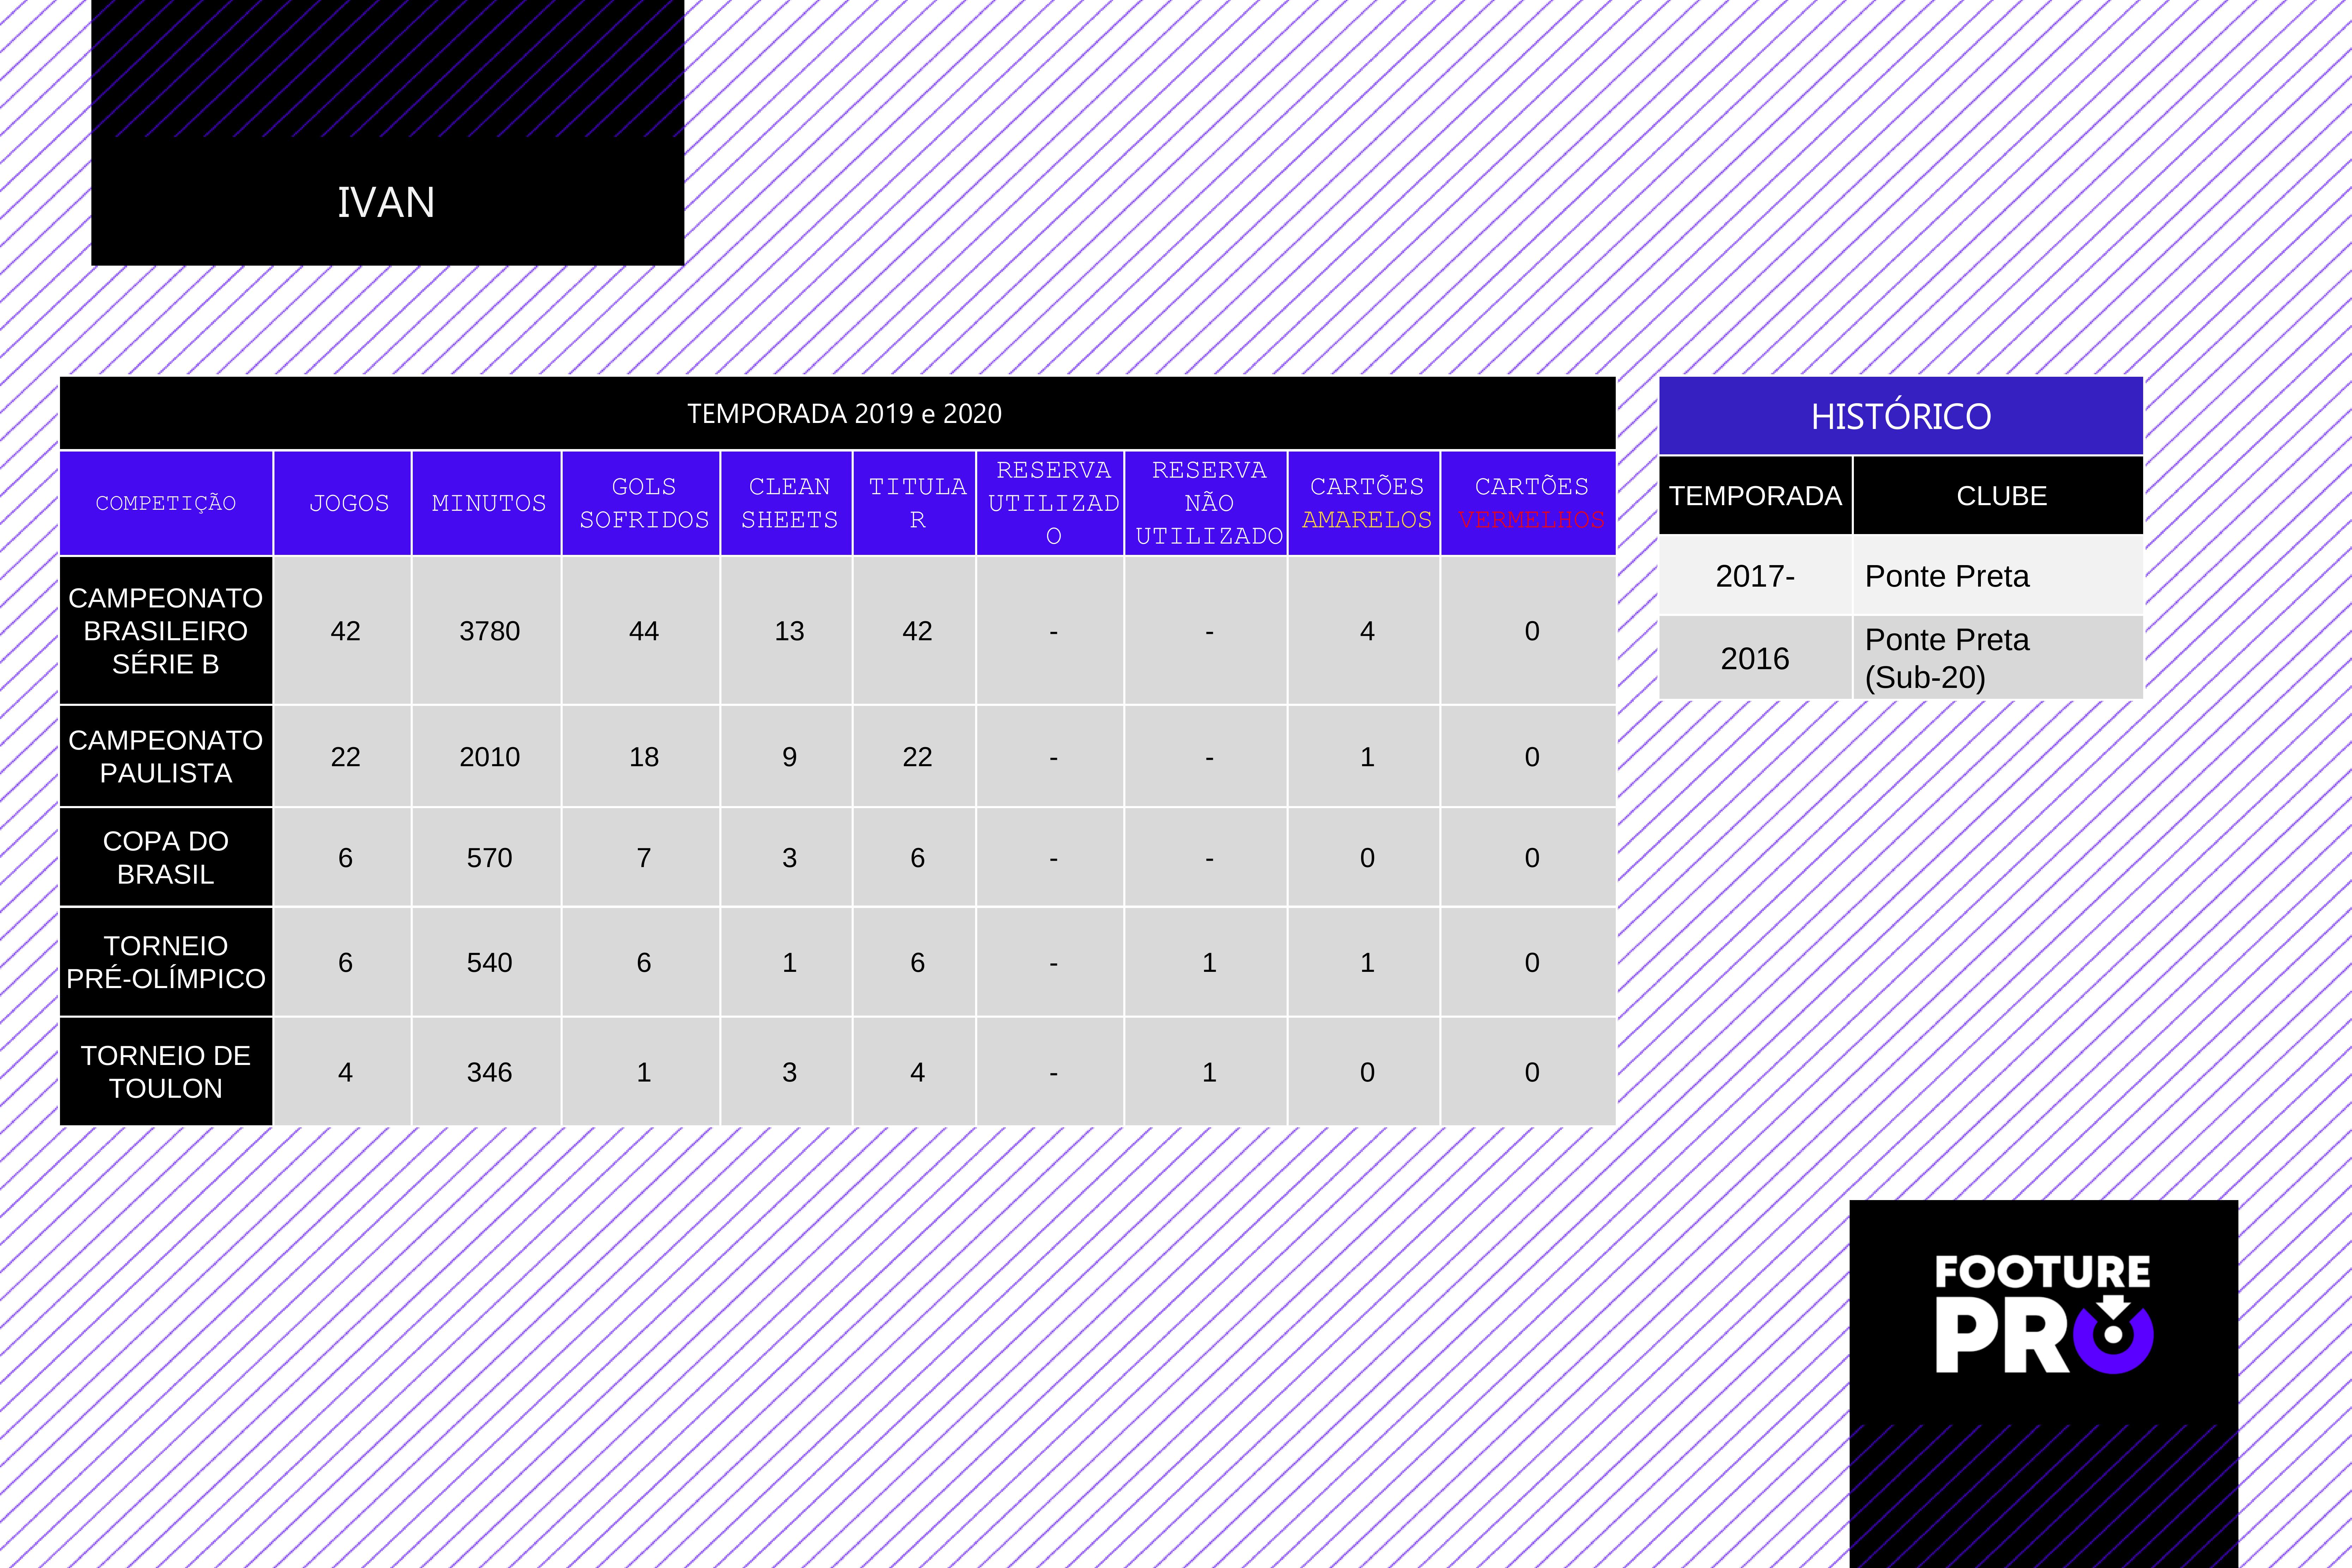 IVAN
TEMPORADA 2019 e 2020
COMPETIÇÃO JOGOS MINUTOS GOLS SOFRIDOS CLEAN SHEETS TITULAR RESERVA UTILIZADO RESERVA NÃO UTILIZADO CARTÕES AMARELOS CARTÕES VERMELHOS
CAMPEONATO BRASILEIRO SÉRIE B 42 3780 44 13 42 - - 4 0
CAMPEONATO PAULISTA 22 2010 18 9 22 - - 1 0
COPA DO BRASIL 6 570 7 3 6 - - 0 0
TORNEIO PRÉ-OLÍMPICO 6 540 6 1 6 - 1 1 0
TORNEIO DE TOULON 4 346 1 3 4 - 1 0 0
HISTÓRICO
TEMPORADA CLUBE
2017- Ponte Preta
2016 Ponte Preta (Sub-20)
FOOTURE
PRO